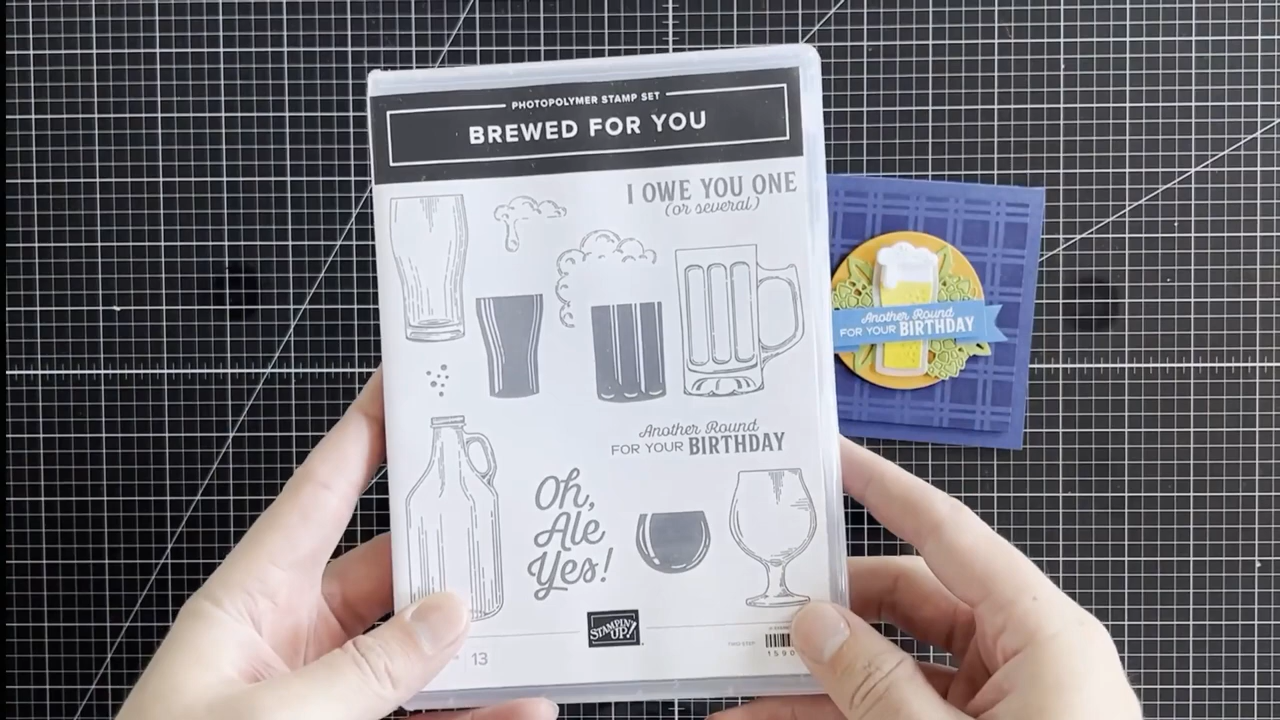 PHOTOPOLYMER STAMP SET
BREWED FOR YOU
I OWE YOU ONE
(or several)
Another Round
FOR YOUR BIRTHDAY
Oh,
Ale
Yes!
STAMPIN' UP!
13
1590
Another Round
FOR YOUR BIRTHDAY